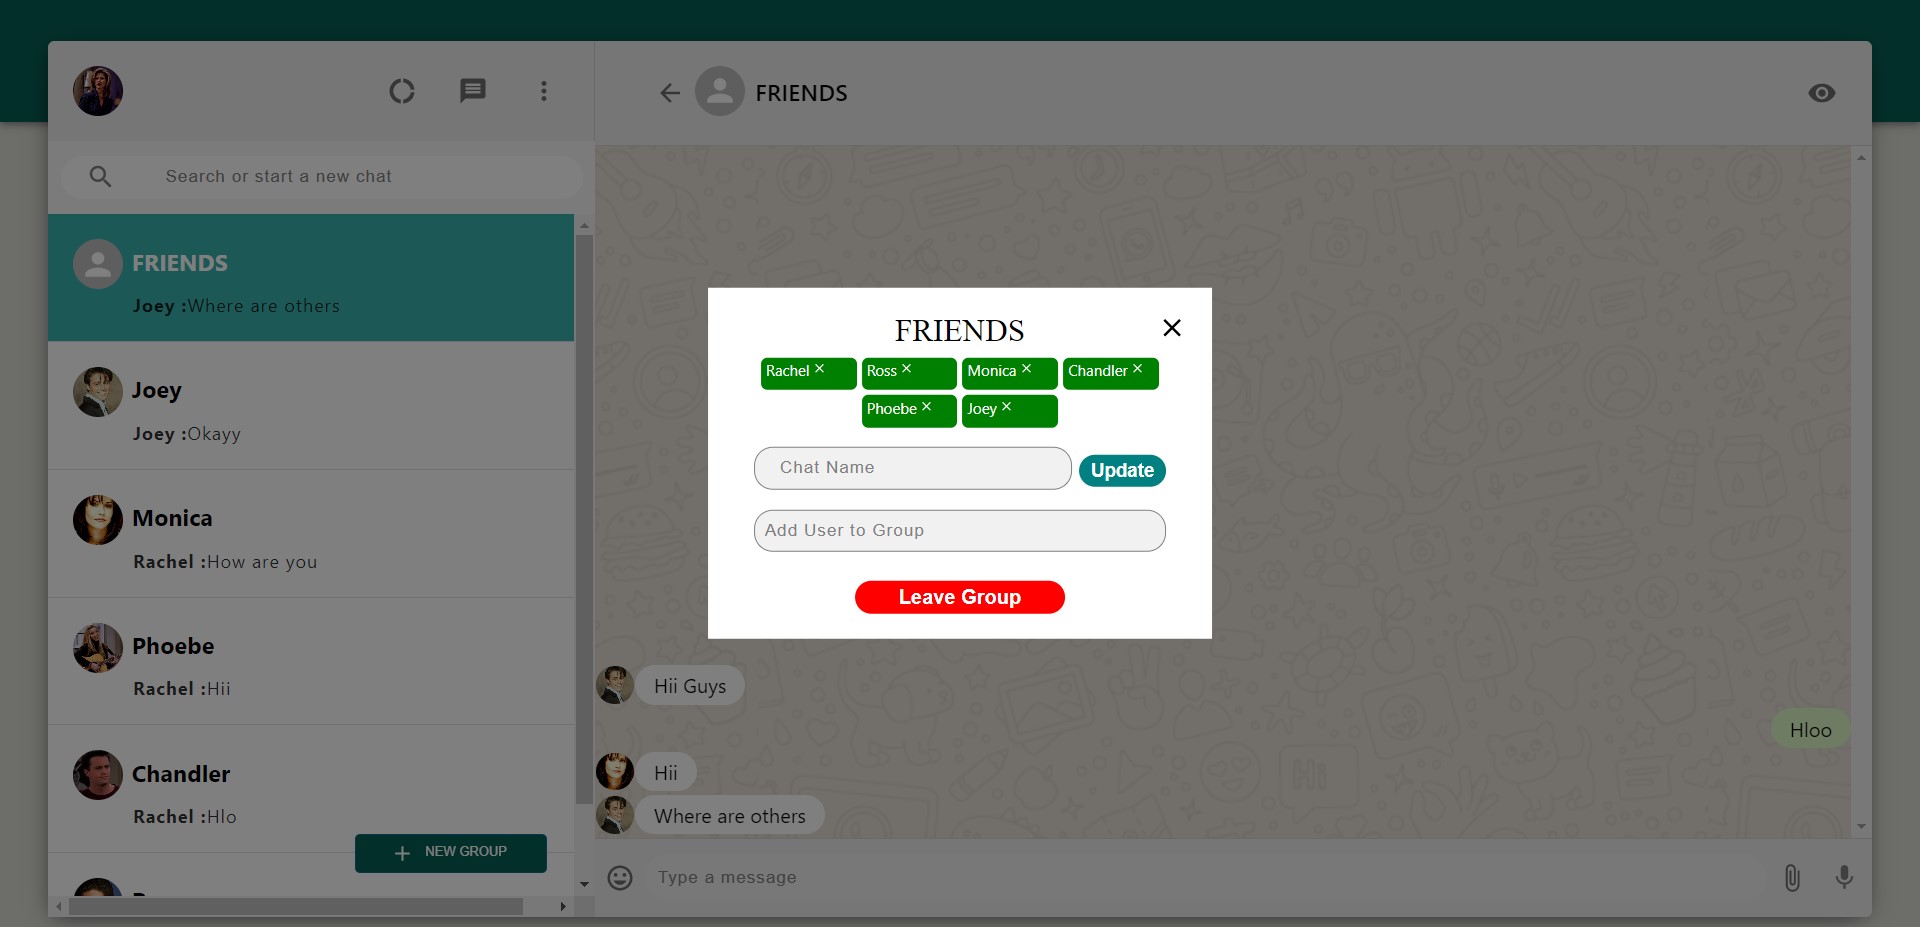 FRIENDS
Search or start a new chat
FRIENDS
Joey :Where are others
Joey
Joey :Okayy
Monica
Rachel :How are you
Phoebe
Rachel :Hii
Chandler
Rachel :Hlo
NEW GROUP
FRIENDS
Rachel × Ross × Monica × Chandler ×
Phoebe × Joey ×
Chat Name Update
Add User to Group
Leave Group
Hii Guys
Hloo
Hii
Where are others
Type a message